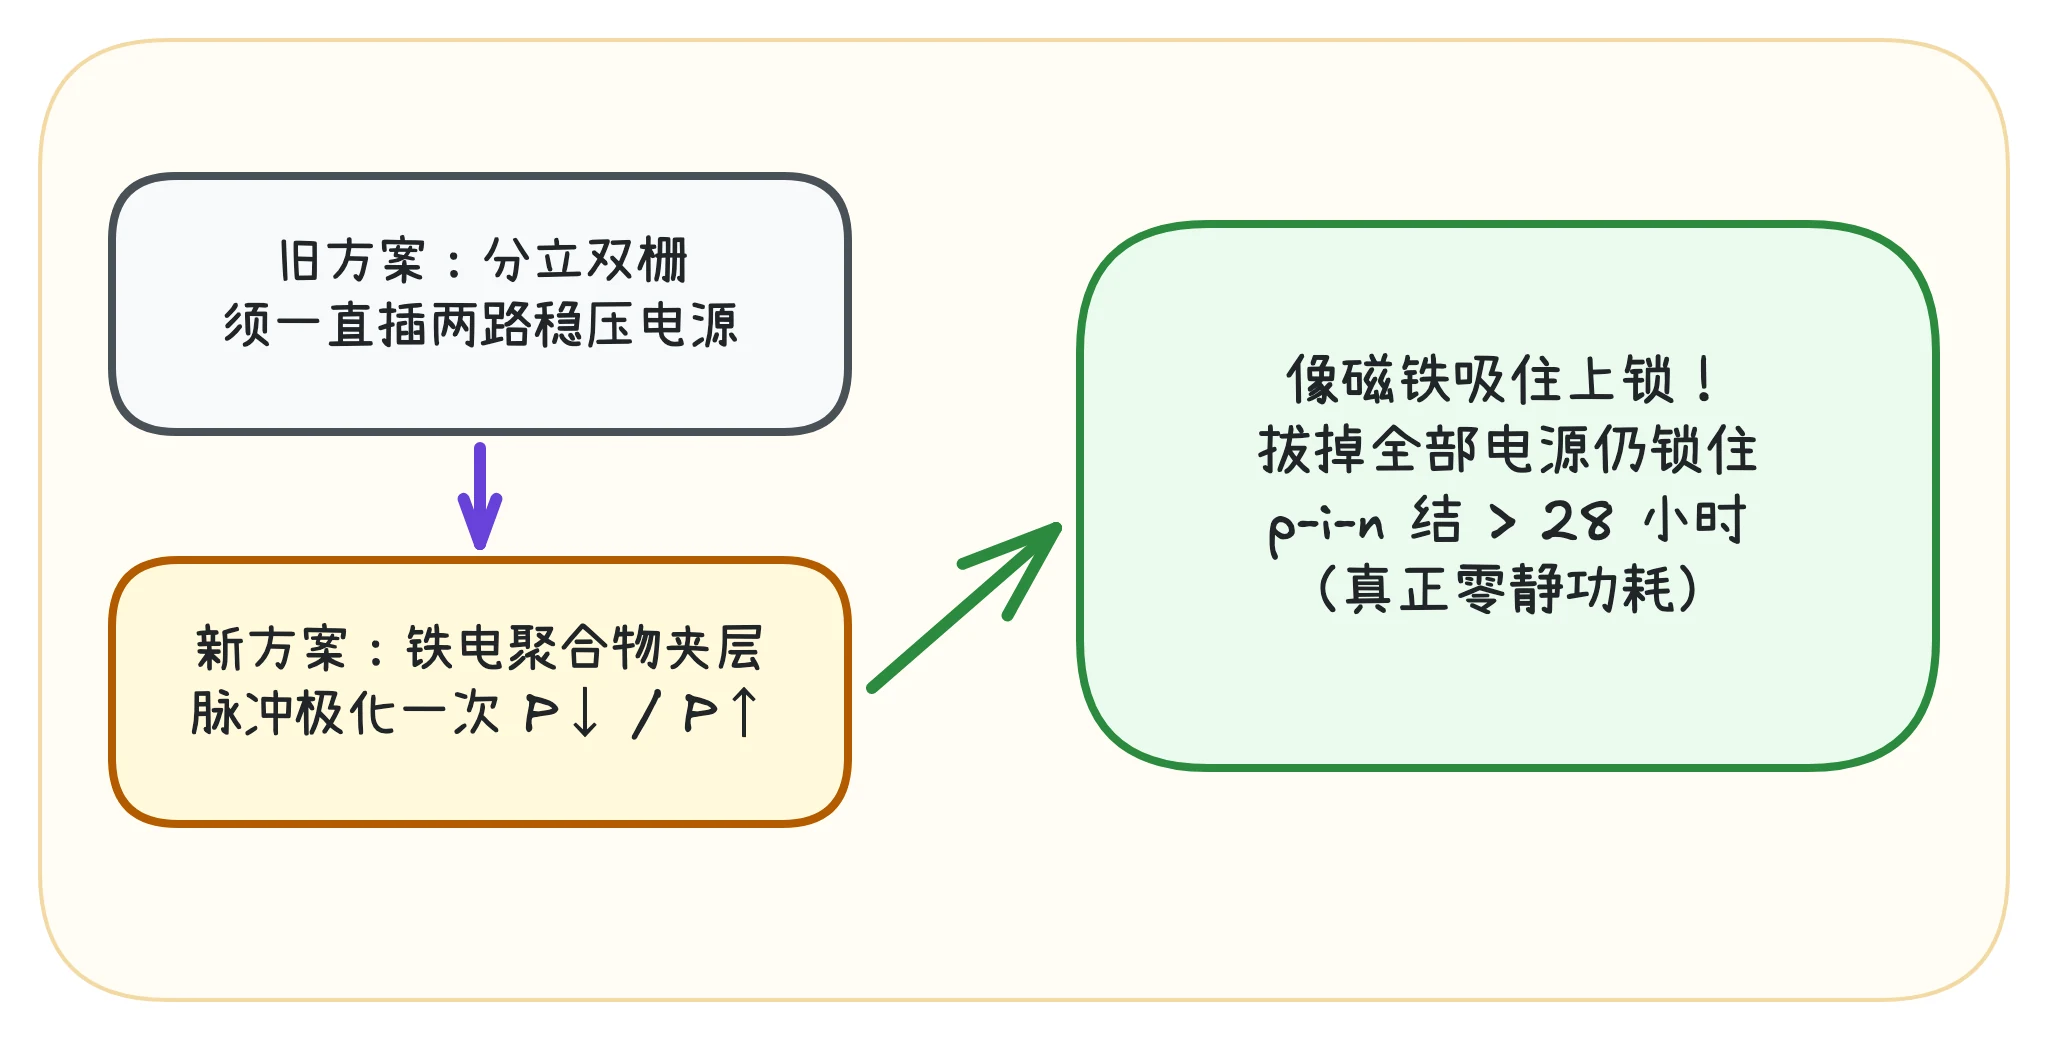 旧方案：分立双栅
须一直插两路稳压电源
新方案：铁电聚合物夹层
脉冲极化一次 P↓ / P↑
像磁铁吸住上锁！
拔掉全部电源仍锁住
p-i-n 结 > 28 小时
（真正零静功耗）